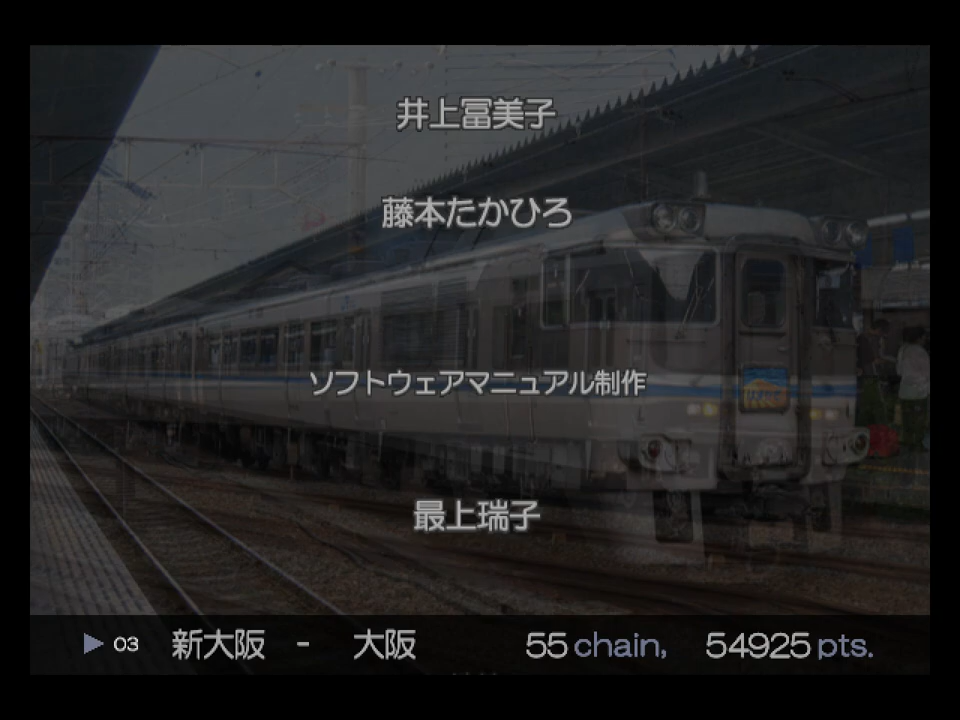 井上冨美子
藤本たかひろ
ソフトウェアマニュアル制作
最上瑞子
▶ 03 新大阪 - 大阪 55 chain, 54925 pts.